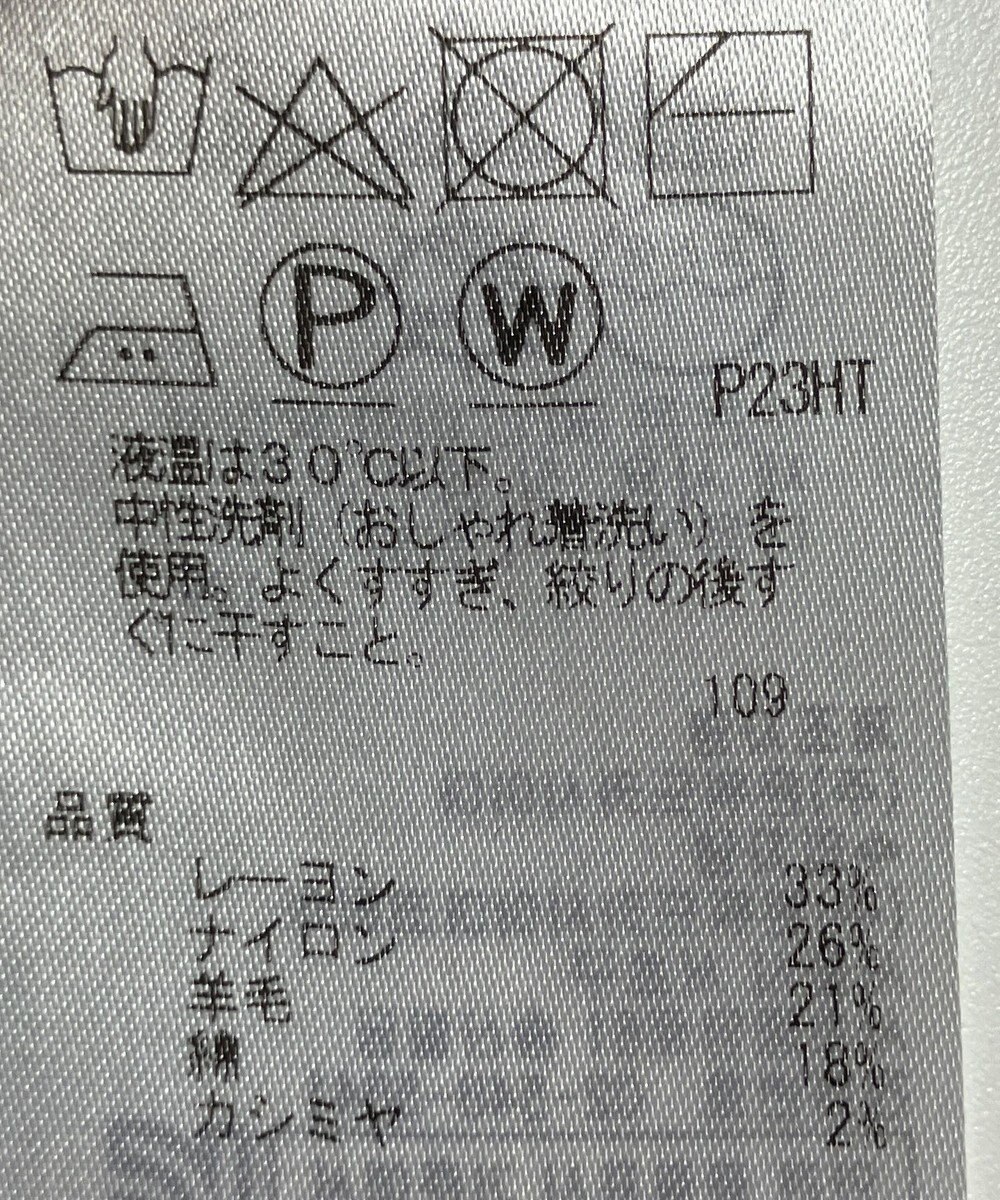 P
W
P23HT
液温は30℃以下。
中性洗剤(おしゃれ着洗い)を
使用。よくすすぎ、絞りの後す
ぐに干すこと。
109
品質
レーヨン 33%
ナイロン 26%
羊毛 21%
綿 18%
カシミヤ 2%